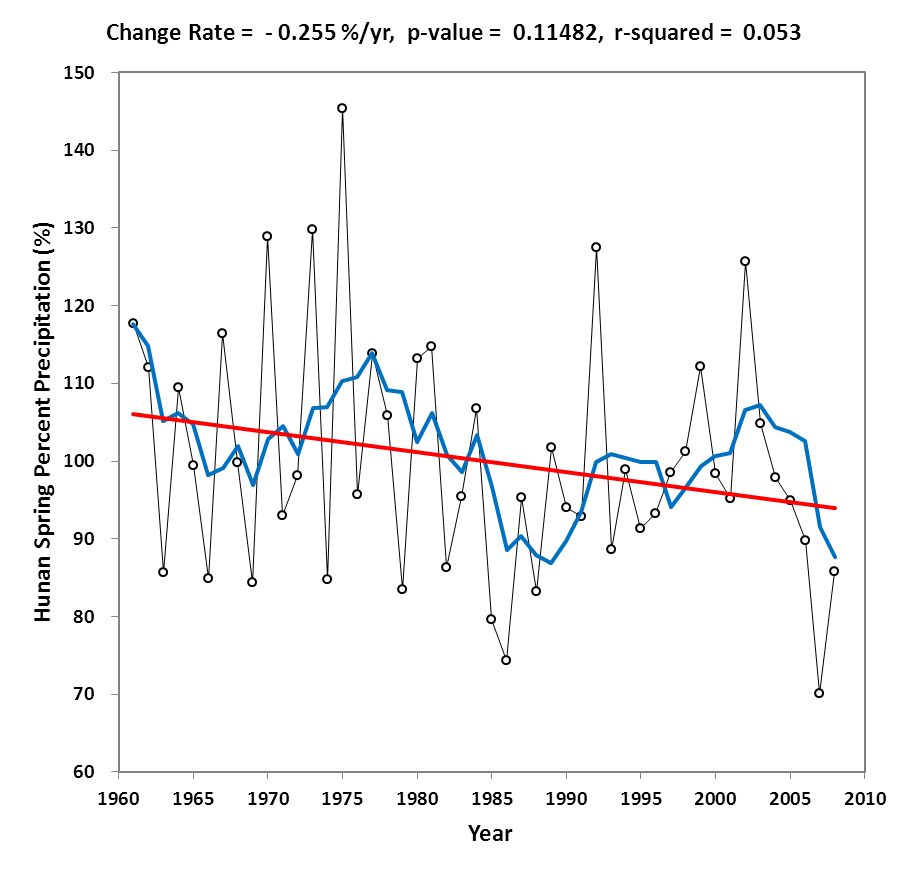 Change Rate = - 0.255 %/yr, p-value = 0.11482, r-squared = 0.053
150
140
130
120
110
100
90
80
70
60
Hunan Spring Percent Precipitation (%)
1960 1965 1970 1975 1980 1985 1990 1995 2000 2005 2010
Year